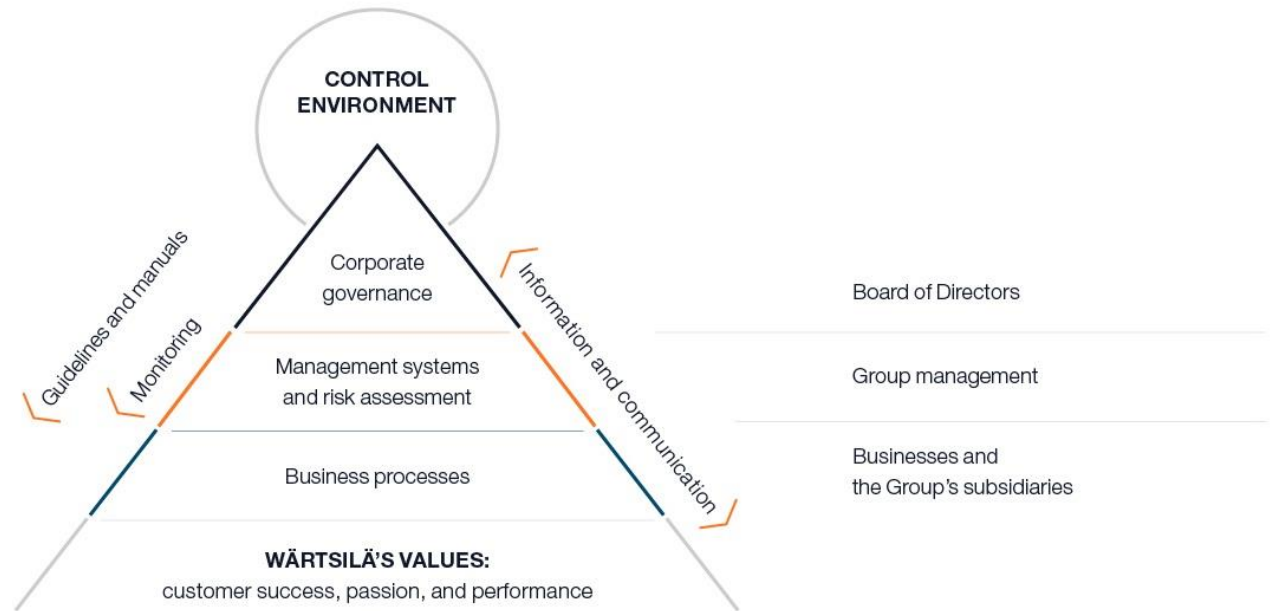 CONTROL
ENVIRONMENT
Corporate
governance
Management systems
and risk assessment
Business processes
WÄRTSILÄ’S VALUES:
customer success, passion, and performance
Guidelines and manuals
Monitoring
Information and communication
Board of Directors
Group management
Businesses and
the Group’s subsidiaries